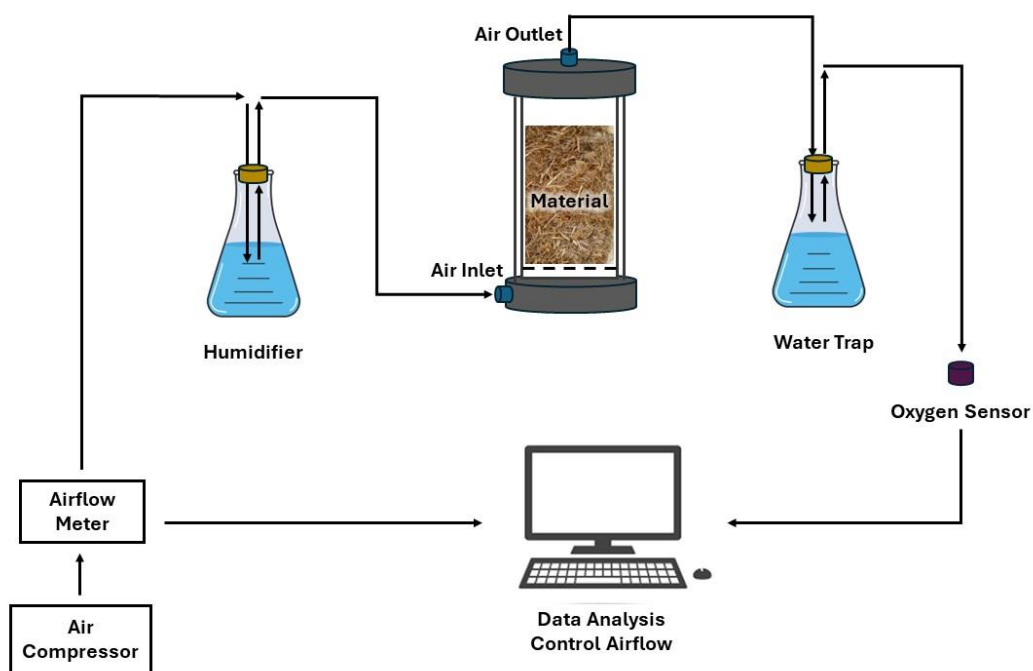 Air Outlet
Material
Air Inlet
Humidifier
Water Trap
Oxygen Sensor
Airflow
Meter
Air
Compressor
Data Analysis
Control Airflow